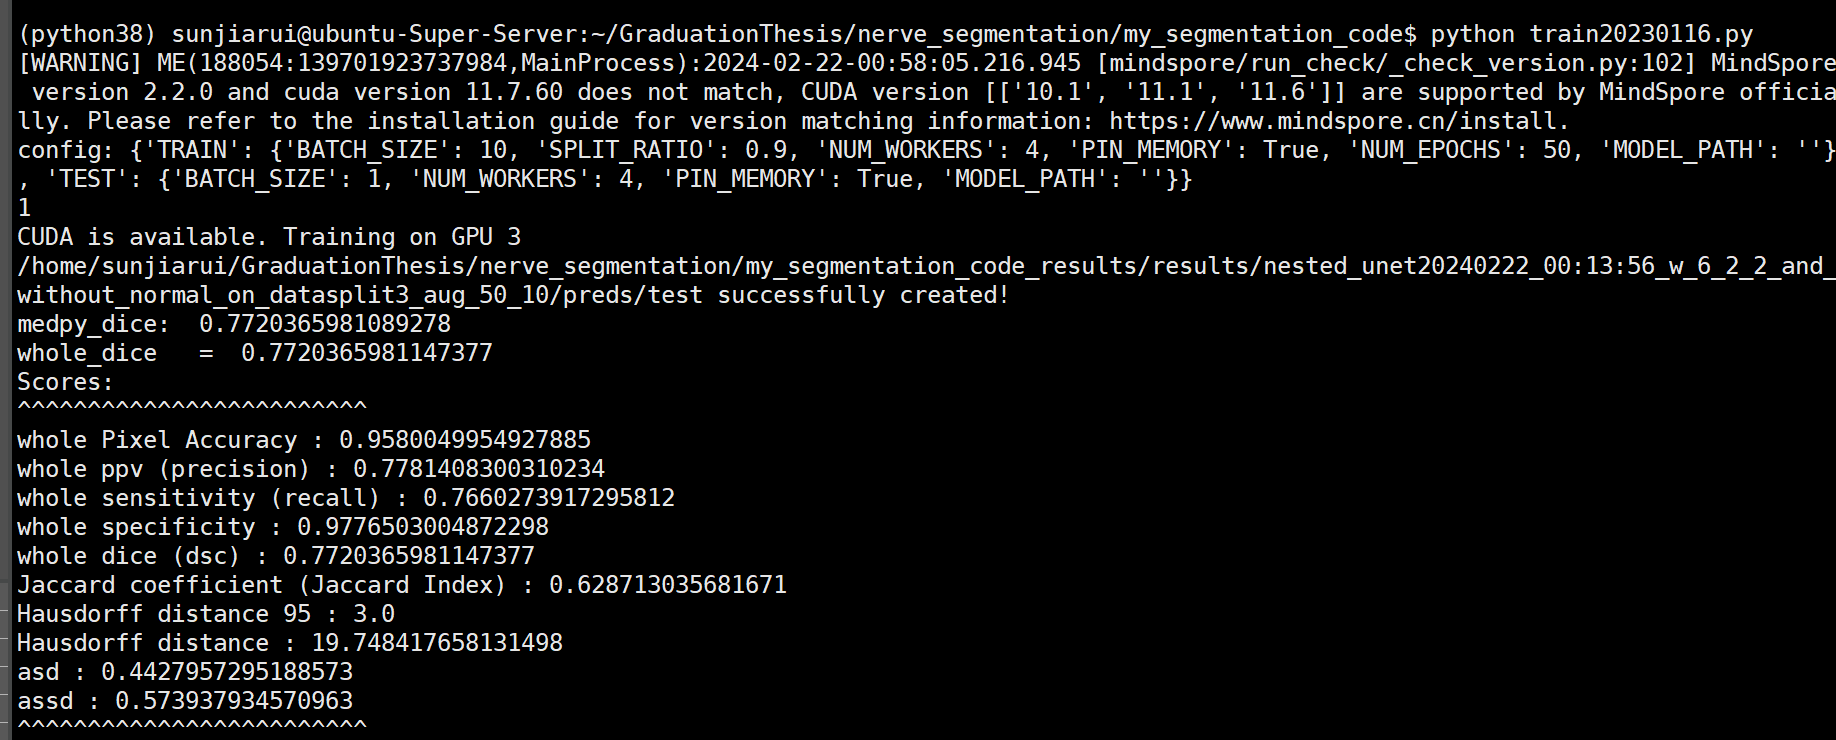 (python38) sunjiarui@ubuntu-Super-Server:~/GraduationThesis/nerve_segmentation/my_segmentation_code$ python train20230116.py
[WARNING] ME(188054:139701923737984,MainProcess):2024-02-22-00:58:05.216.945 [mindspore/run_check/_check_version.py:102] MindSpore
 version 2.2.0 and cuda version 11.7.60 does not match, CUDA version [['10.1', '11.1', '11.6']] are supported by MindSpore officia
lly. Please refer to the installation guide for version matching information: https://www.mindspore.cn/install.
config: {'TRAIN': {'BATCH_SIZE': 10, 'SPLIT_RATIO': 0.9, 'NUM_WORKERS': 4, 'PIN_MEMORY': True, 'NUM_EPOCHS': 50, 'MODEL_PATH': ''}
, 'TEST': {'BATCH_SIZE': 1, 'NUM_WORKERS': 4, 'PIN_MEMORY': True, 'MODEL_PATH': ''}}
1
CUDA is available. Training on GPU 3
/home/sunjiarui/GraduationThesis/nerve_segmentation/my_segmentation_code_results/results/nested_unet20240222_00:13:56_w_6_2_2_and_
without_normal_on_datasplit3_aug_50_10/preds/test successfully created!
medpy_dice:  0.7720365981089278
whole_dice   =  0.7720365981147377
Scores:
^^^^^^^^^^^^^^^^^^^^^^^^^
whole Pixel Accuracy : 0.9580049954927885
whole ppv (precision) : 0.7781408300310234
whole sensitivity (recall) : 0.7660273917295812
whole specificity : 0.9776503004872298
whole dice (dsc) : 0.7720365981147377
Jaccard coefficient (Jaccard Index) : 0.628713035681671
Hausdorff distance 95 : 3.0
Hausdorff distance : 19.748417658131498
asd : 0.4427957295188573
assd : 0.573937934570963
^^^^^^^^^^^^^^^^^^^^^^^^^